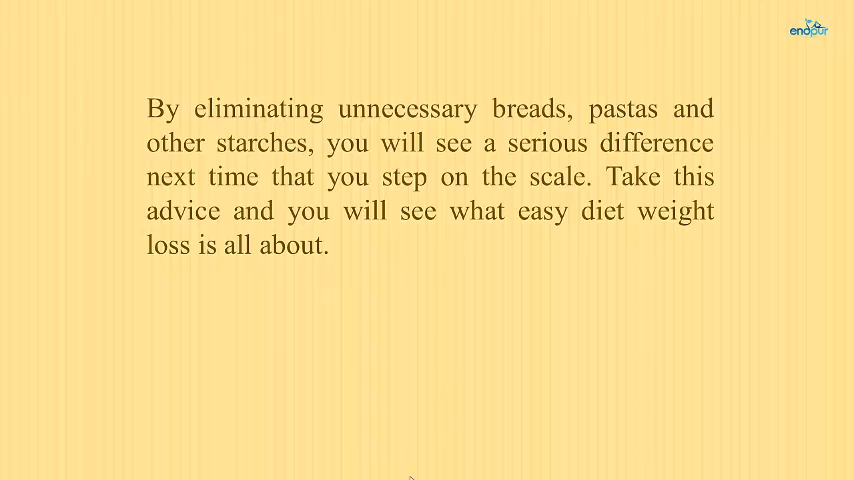 endpur
By eliminating unnecessary breads, pastas and
other starches, you will see a serious difference
next time that you step on the scale. Take this
advice and you will see what easy diet weight
loss is all about.